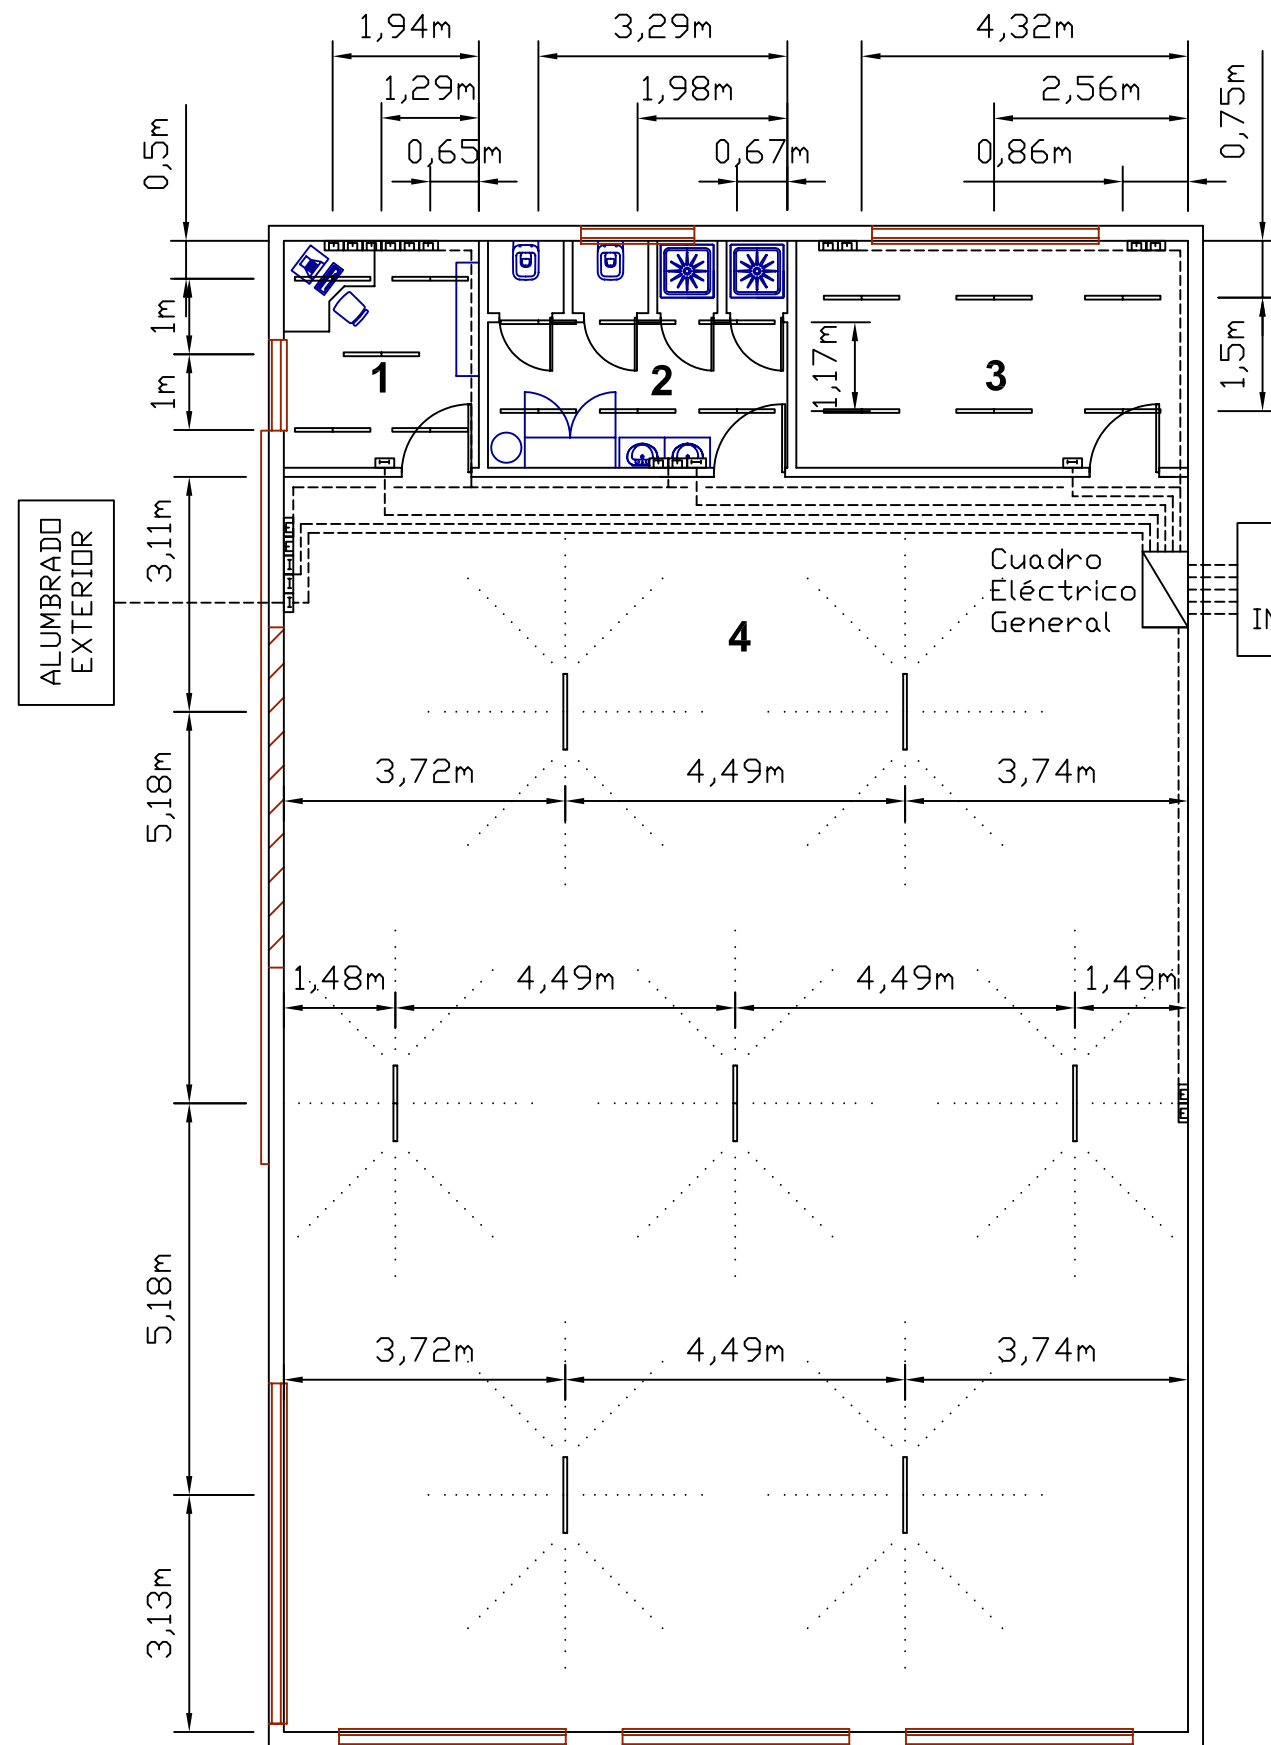 1,94m
3,29m
4,32m
1,29m
1,98m
2,56m
0,75m
0,5m
0,65m
0,67m
0,86m
1m
1,17m
1,5m
1m
1
2
3
3,11m
ALUMBRADO
EXTERIOR
Cuadro
Eléctrico
General
4
5,18m
3,72m
4,49m
3,74m
1,48m
4,49m
4,49m
1,49m
5,18m
3,72m
4,49m
3,74m
3,13m